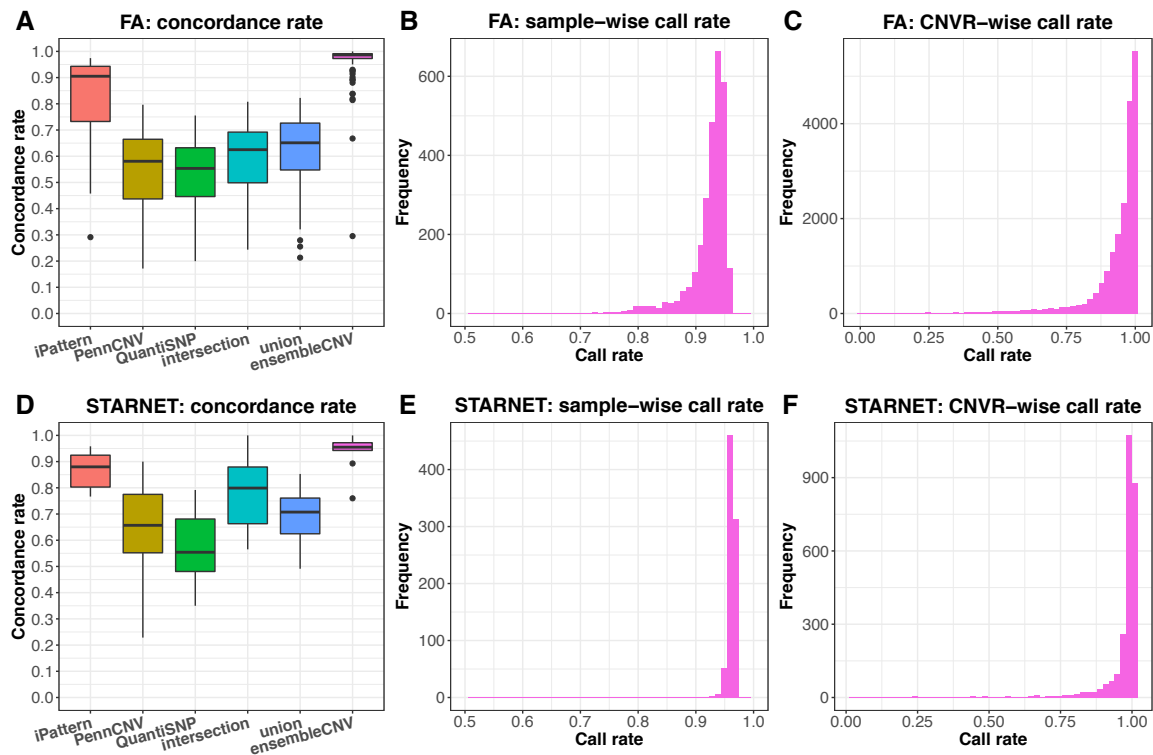 A FA: concordance rate
Concordance rate
1.0
0.9
0.8
0.7
0.6
0.5
0.4
0.3
0.2
0.1
0.0
iPattern PennCNV QuantiSNP intersection union ensembleCNV
B FA: sample−wise call rate
Frequency
600
400
200
0
0.5 0.6 0.7 0.8 0.9 1.0
Call rate
C FA: CNVR−wise call rate
Frequency
4000
2000
0
0.00 0.25 0.50 0.75 1.00
Call rate
D STARNET: concordance rate
Concordance rate
1.0
0.9
0.8
0.7
0.6
0.5
0.4
0.3
0.2
0.1
0.0
iPattern PennCNV QuantiSNP intersection union ensembleCNV
E STARNET: sample−wise call rate
Frequency
400
300
200
100
0
0.5 0.6 0.7 0.8 0.9 1.0
Call rate
F STARNET: CNVR−wise call rate
Frequency
900
600
300
0
0.00 0.25 0.50 0.75 1.00
Call rate